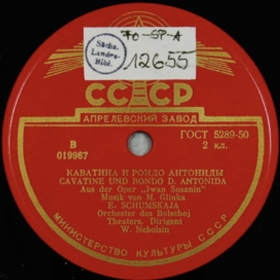 70-SP-A
Sächs.
Landes-
Bibl.
12655
СССР
АПРЕЛЕВСКИЙ ЗАВОД
ГОСТ 5289-50
В
2 кл.
019967
КАВАТИНА И РОНДО АНТОНИДЫ
CAVATINE UND RONDO D. ANTONIDA
Aus der Oper „Iwan Susanin"
Musik von M. Glinka
E. SCHUMSKAJA
Orchester des Bolschoj
Theaters. Dirigent
W. Nebolsin
МИНИСТЕРСТВО КУЛЬТУРЫ СССР